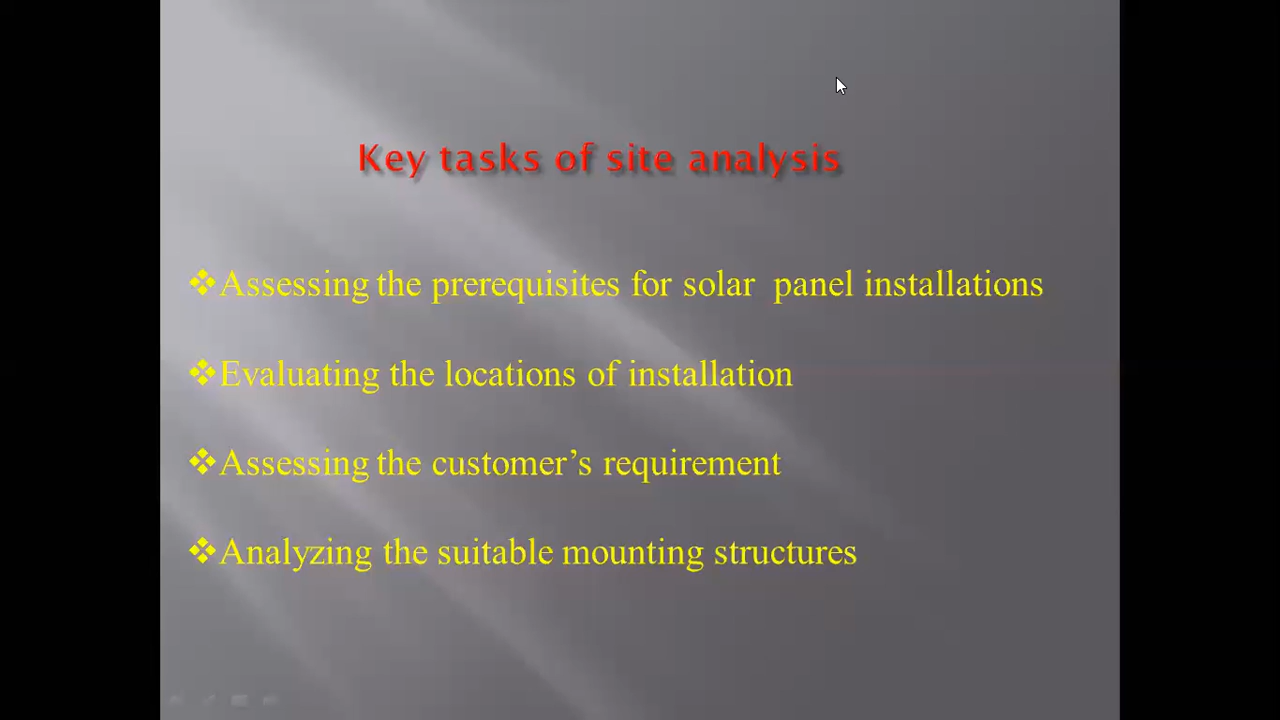 Key tasks of site analysis
❖Assessing the prerequisites for solar panel installations
❖Evaluating the locations of installation
❖Assessing the customer’s requirement
❖Analyzing the suitable mounting structures